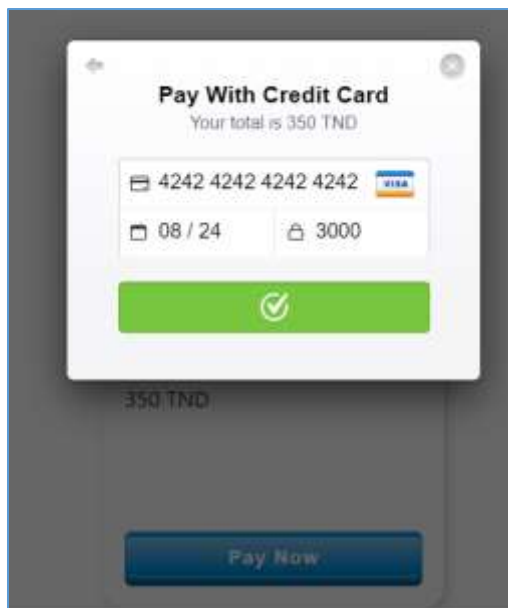 Pay With Credit Card
Your total is 350 TND
4242 4242 4242 4242 VISA
08 / 24 3000
350 TND
Pay Now